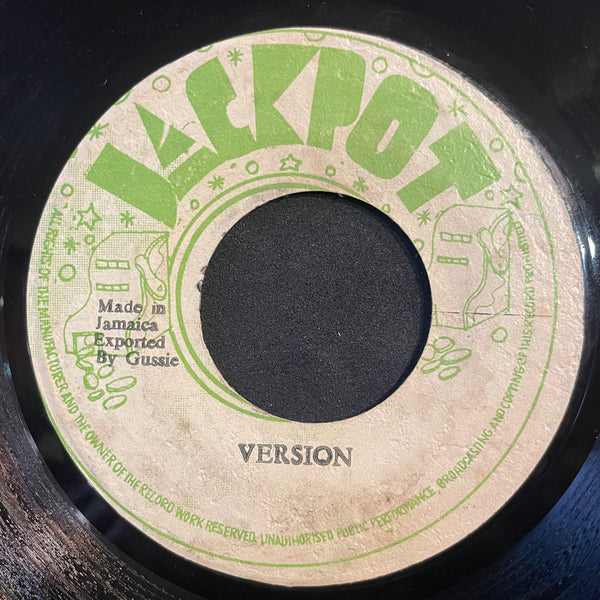 JACKPOT
Made in
Jamaica
Exported
By Gussie
VERSION
ALL RIGHTS OF THE MANUFACTURER AND THE OWNER OF THE RECORD WORK RESERVED. UNAUTHORISED PUBLIC PERFORMANCE, BROADCASTING AND COPYING OF THIS RECORD PROHIBITED